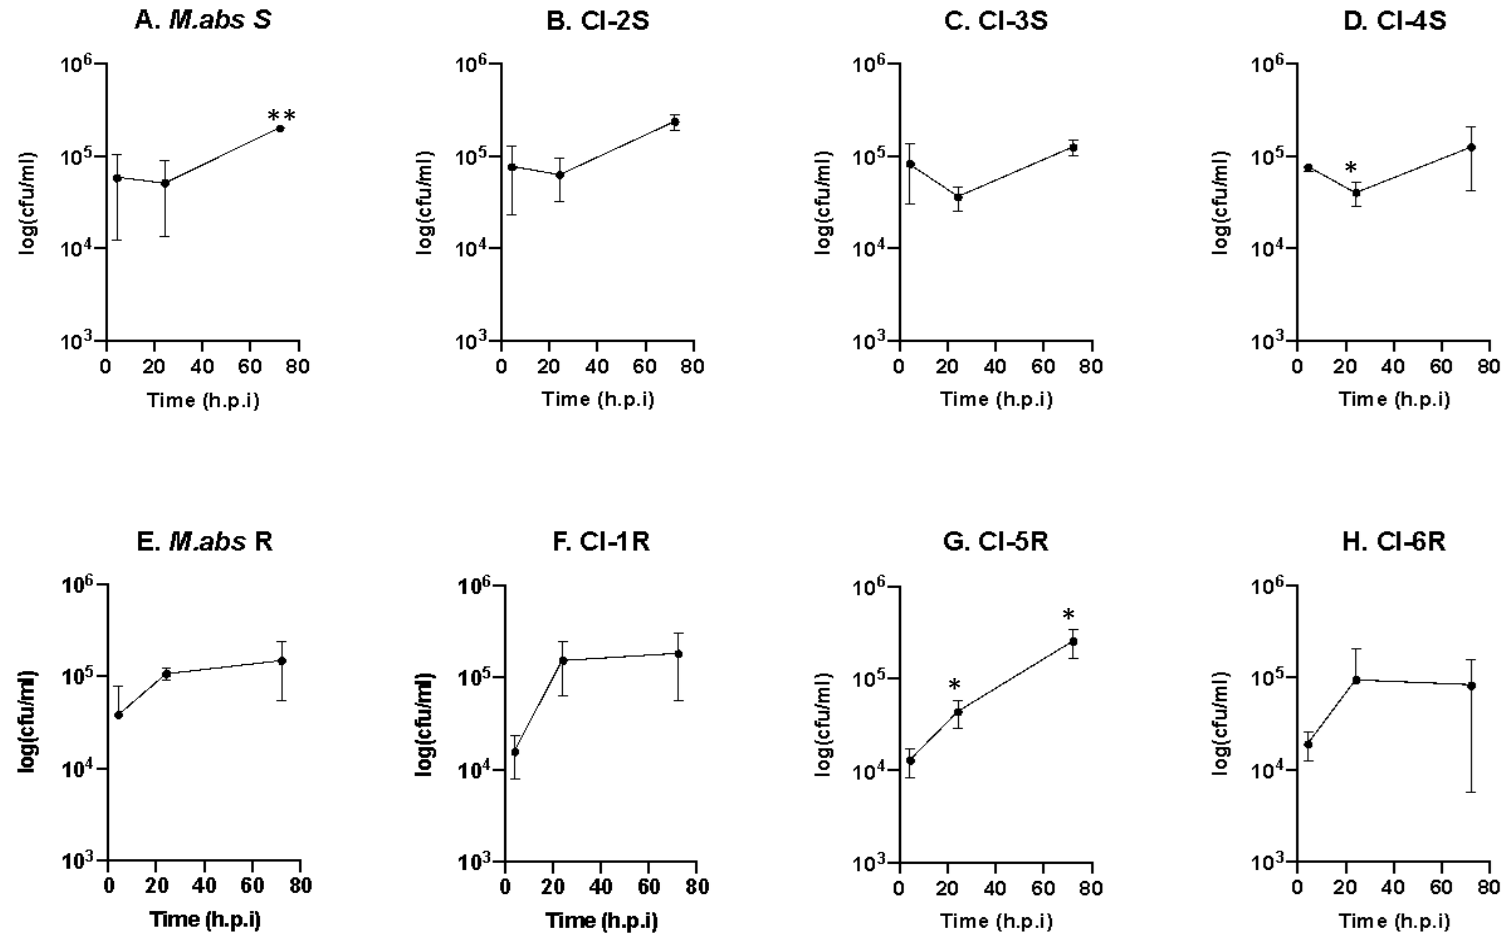 A. M.abs S
B. CI-2S
C. CI-3S
D. CI-4S
10⁶
10⁵
10⁴
10³
log(cfu/ml)
**
0 20 40 60 80
Time (h.p.i)
10⁶
10⁵
10⁴
10³
log(cfu/ml)
0 20 40 60 80
Time (h.p.i)
10⁶
10⁵
10⁴
10³
log(cfu/ml)
0 20 40 60 80
Time (h.p.i)
10⁶
10⁵
10⁴
10³
log(cfu/ml)
*
0 20 40 60 80
Time (h.p.i)
E. M.abs R
F. CI-1R
G. CI-5R
H. CI-6R
10⁶
10⁵
10⁴
10³
log(cfu/ml)
0 20 40 60 80
Time (h.p.i)
10⁶
10⁵
10⁴
10³
log(cfu/ml)
0 20 40 60 80
Time (h.p.i)
10⁶
10⁵
10⁴
10³
log(cfu/ml)
*
*
0 20 40 60 80
Time (h.p.i)
10⁶
10⁵
10⁴
10³
log(cfu/ml)
0 20 40 60 80
Time (h.p.i)